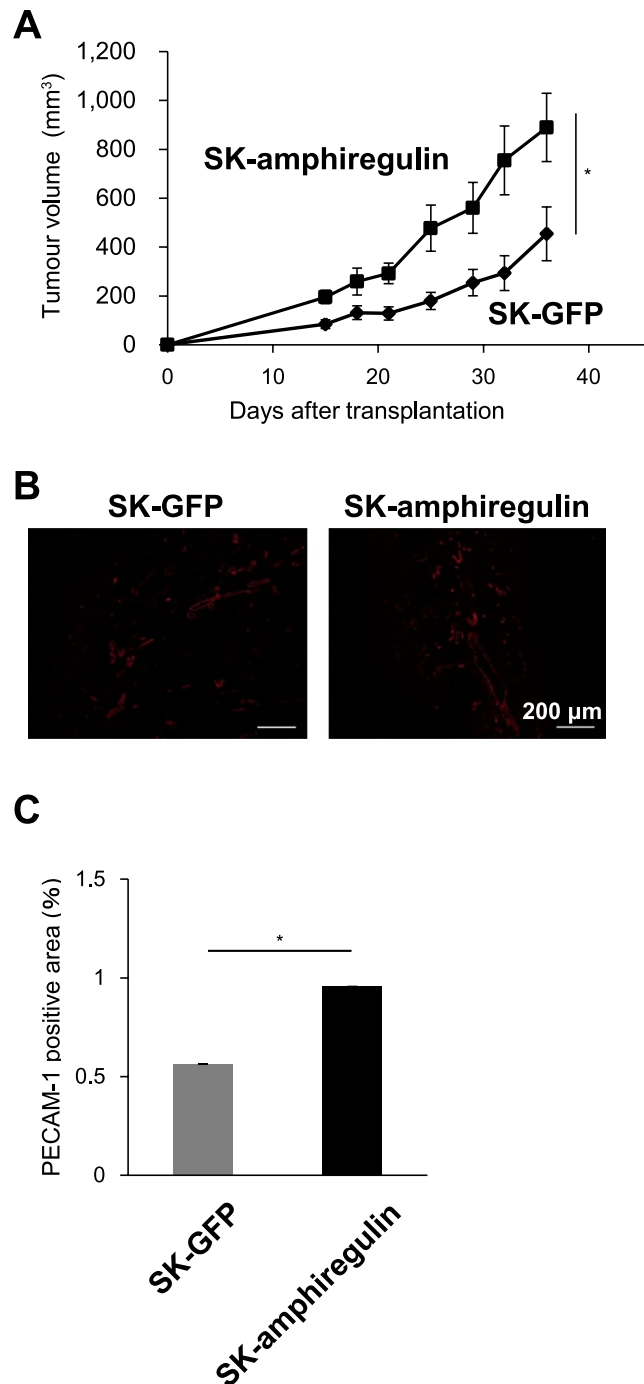 A
Tumour volume (mm³)
1,200
1,000
800
600
400
200
0
SK-amphiregulin
*
SK-GFP
0 10 20 30 40
Days after transplantation
B
SK-GFP SK-amphiregulin
200 µm
C
PECAM-1 positive area (%)
1.5
1
0.5
0
*
SK-GFP
SK-amphiregulin